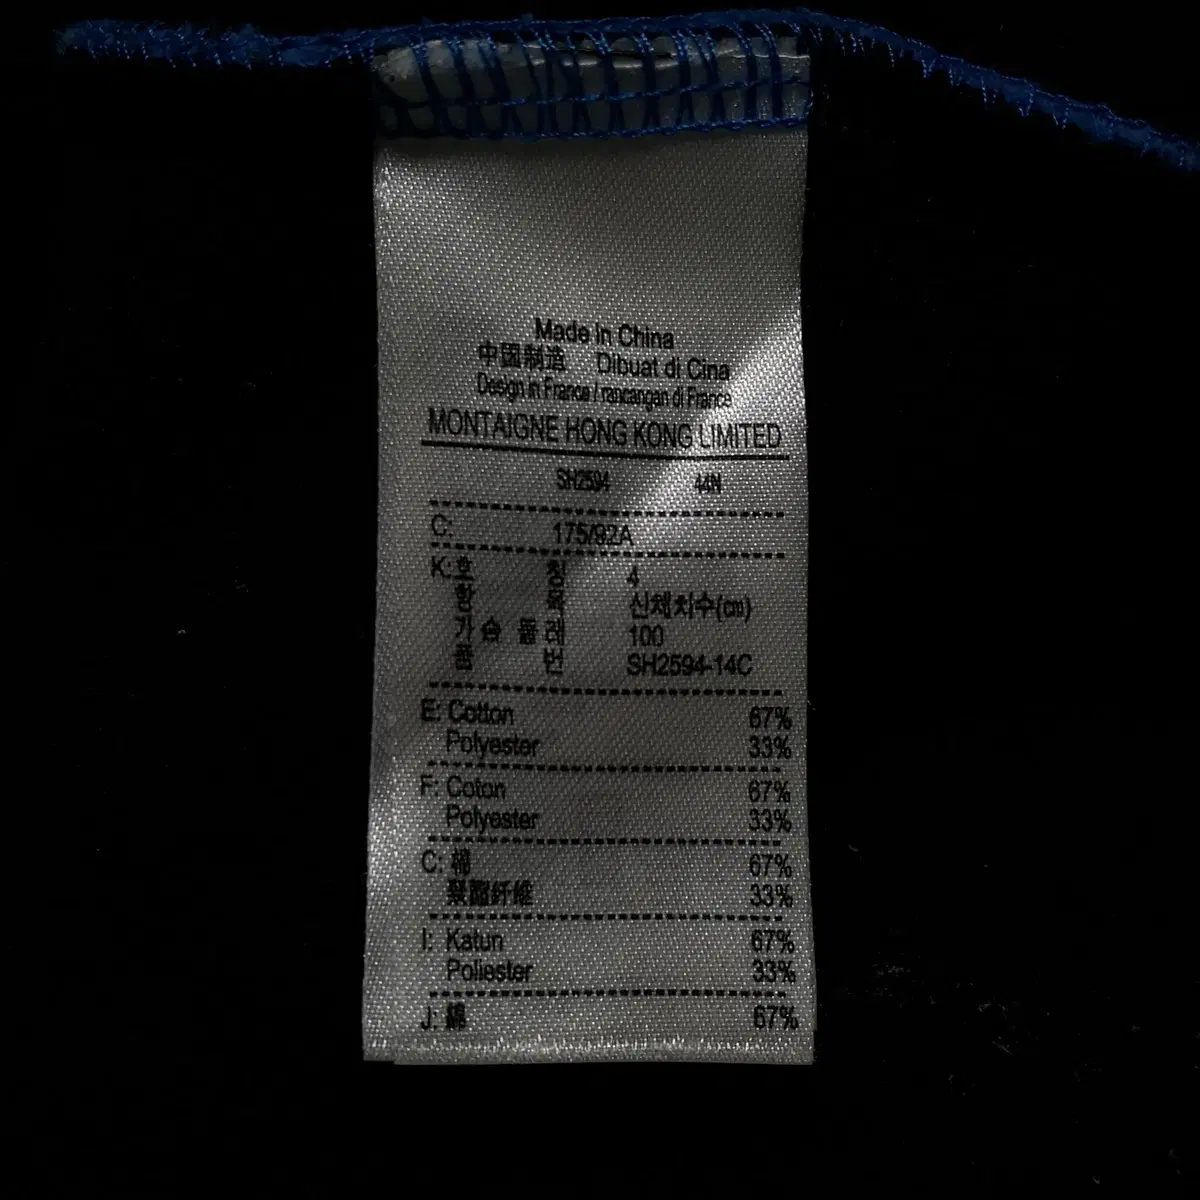 Made In China
中国制造 Dibuat di Cina
Design in France I rancangan di France
MONTAIGNE HONG KONG LIMITED
SH2594 44N
C: 175/92A
K: 호 칭 4
항 목 신체치수(cm)
가 슴 둘 레 100
품 번 SH2594-14C
E: Cotton 67%
Polyester 33%
F: Coton 67%
Polyester 33%
C: 棉 67%
聚酯纤维 33%
I: Katun 67%
Poliester 33%
J: 綿 67%